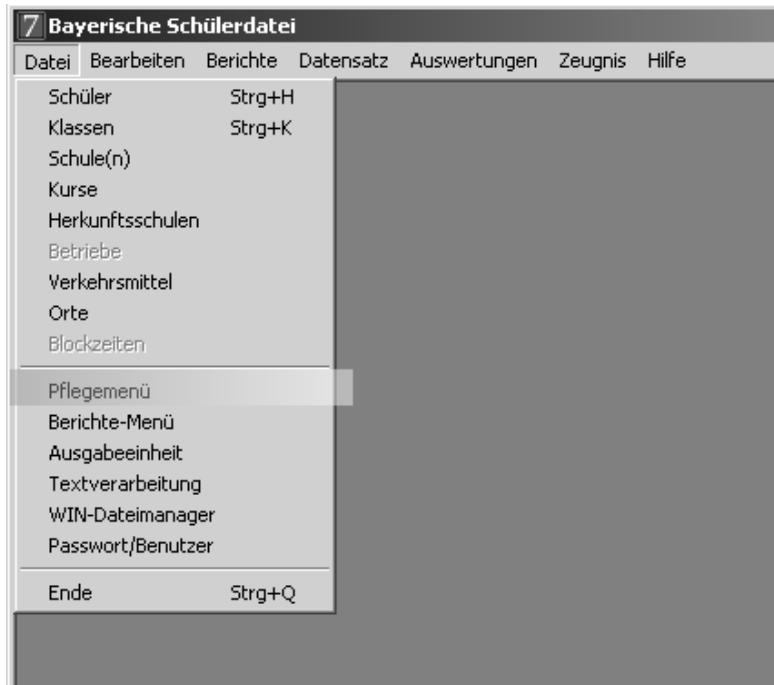 7 Bayerische Schülerdatei
Datei Bearbeiten Berichte Datensatz Auswertungen Zeugnis Hilfe
Schüler Strg+H
Klassen Strg+K
Schule(n)
Kurse
Herkunftsschulen
Betriebe
Verkehrsmittel
Orte
Blockzeiten
Pflegemenü
Berichte-Menü
Ausgabeeinheit
Textverarbeitung
WIN-Dateimanager
Passwort/Benutzer
Ende Strg+Q